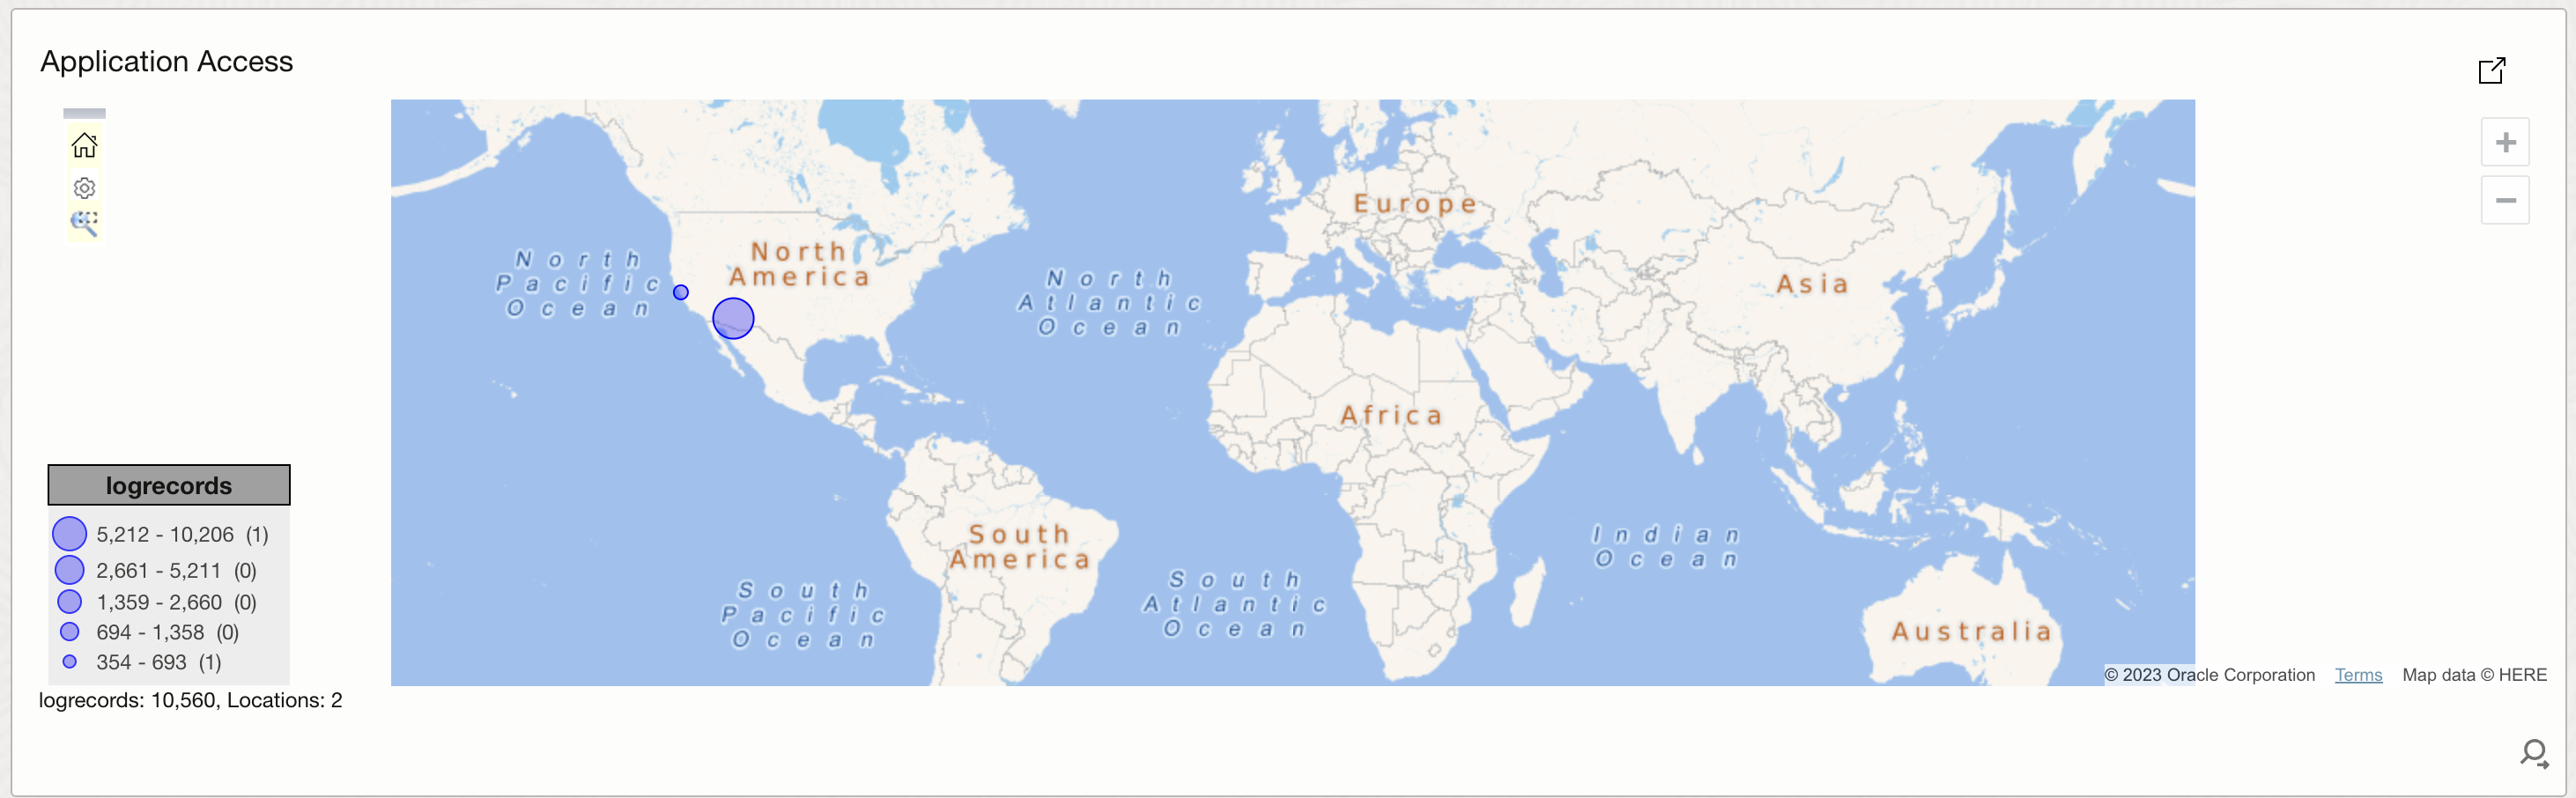 Application Access
North
America
Europe
Asia
North
Pacific
Ocean
North
Atlantic
Ocean
Africa
South
America
Indian
Ocean
South
Pacific
Ocean
South
Atlantic
Ocean
Australia
logrecords
5,212 - 10,206 (1)
2,661 - 5,211 (0)
1,359 - 2,660 (0)
694 - 1,358 (0)
354 - 693 (1)
logrecords: 10,560, Locations: 2
© 2023 Oracle Corporation Terms Map data © HERE